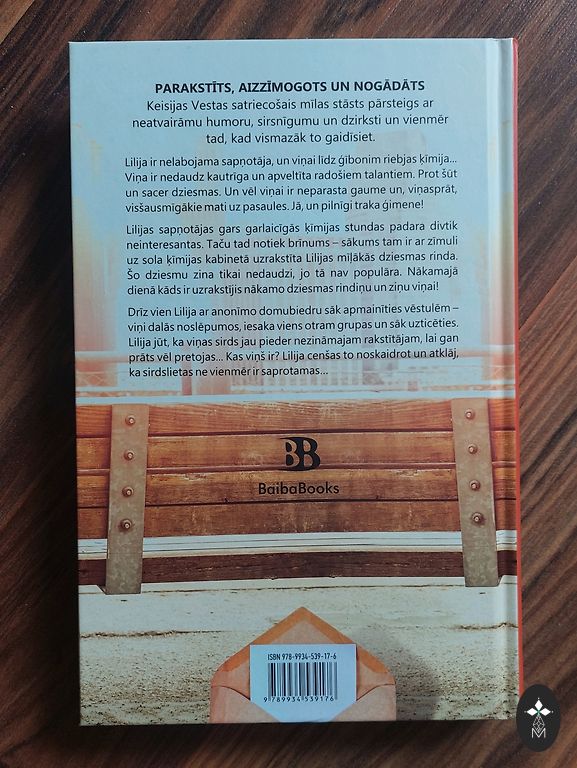 PARAKSTĪTS, AIZZĪMOGOTS UN NOGĀDĀTS
Keisijas Vestas satriecošais mīlas stāsts pārsteigs ar
neatvairāmu humoru, sirsnīgumu un dzirksti un vienmēr
tad, kad vismazāk to gaidīsiet.
Lilija ir nelabojama sapņotāja, un viņai līdz ģībonim riebjas ķīmija...
Viņa ir nedaudz kautrīga un apveltīta radošiem talantiem. Prot šūt
un sacer dziesmas. Un vēl viņai ir neparasta gaume un, viņasprāt,
visšausmīgākie mati uz pasaules. Jā, un pilnīgi traka ģimene!
Lilijas sapņotājas gars garlaicīgās ķīmijas stundas padara divtik
neinteresantas. Taču tad notiek brīnums – sākums tam ir ar zīmuli
uz sola ķīmijas kabinetā uzrakstīta Lilijas mīļākās dziesmas rinda.
Šo dziesmu zina tikai nedaudzi, jo tā nav populāra. Nākamajā
dienā kāds ir uzrakstījis nākamo dziesmas rindiņu un ziņu viņai!
Drīz vien Lilija ar anonīmo domubiedru sāk apmainīties vēstulēm –
viņi dalās noslēpumos, iesaka viens otram grupas un sāk uzticēties.
Lilija jūt, ka viņas sirds jau pieder nezināmajam rakstītājam, lai gan
prāts vēl pretojas... Kas viņš ir? Lilija cenšas to noskaidrot un atklāj,
ka sirdslietas ne vienmēr ir saprotamas...
BB
BaibaBooks
ISBN 978-9934-539-17-6
9 789934 539176